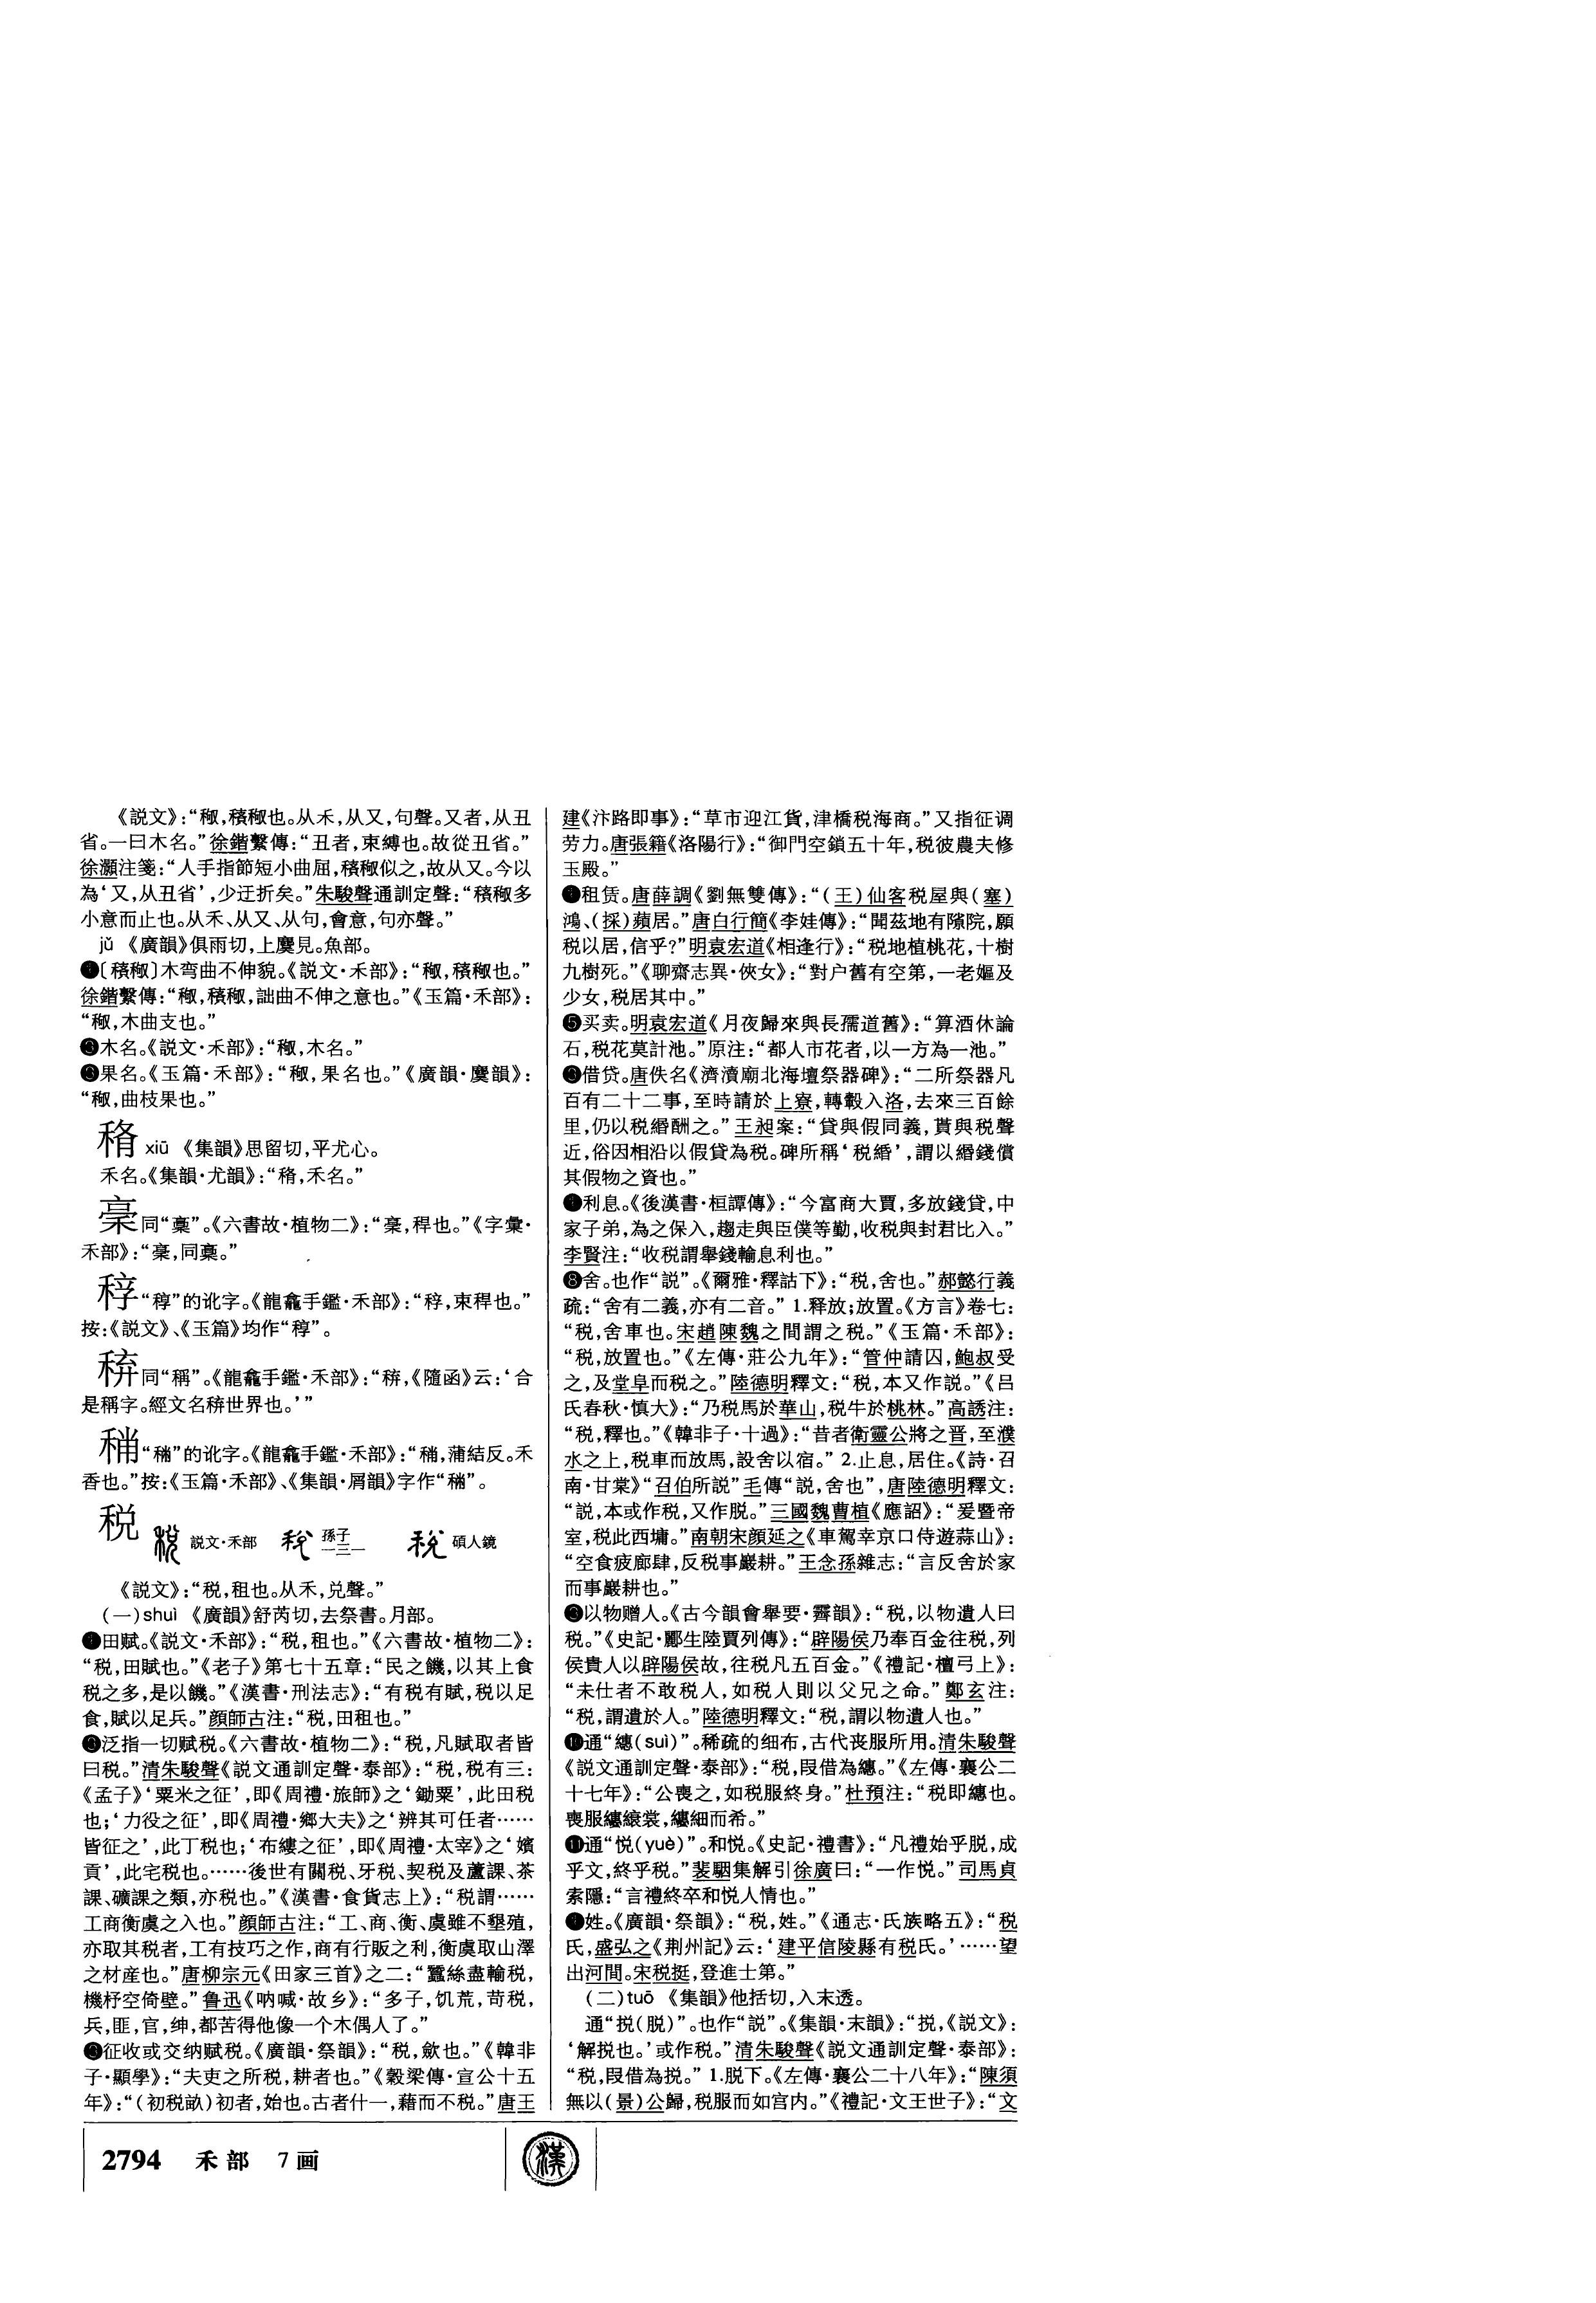 《説文》：“䅓，𥡴䅓也。从禾，从又，句聲。又者，从丑
省。一曰木名。”徐鍇繫傳：“丑者，束縛也。故從丑省。”
徐灝注箋：“人手指節短小曲屈，𥡴䅓似之，故从又。今以
為‘又，从丑省’，少迂折矣。”朱駿聲通訓定聲：“𥡴䅓多
小意而止也。从禾、从又、从句，會意，句亦聲。”
jǔ 《廣韻》俱雨切，上麌見。魚部。
❶〔𥡴䅓〕木弯曲不伸貌。《説文·禾部》：“䅓，𥡴䅓也。”
徐鍇繫傳：“䅓，𥡴䅓，詘曲不伸之意也。”《玉篇·禾部》：
“䅓，木曲支也。”
❷木名。《説文·禾部》：“䅓，木名。”
❸果名。《玉篇·禾部》：“䅓，果名也。”《廣韻·麌韻》：
“䅓，曲枝果也。”
xiū 《集韻》思留切，平尤心。
禾名。《集韻·尤韻》：“，禾名。”
稾同“稾”。《六書故·植物二》：“，稈也。”《字彙·
禾部》：“，同稾。”
“稕”的讹字。《龍龕手鑑·禾部》：“，束稈也。”
按：《説文》、《玉篇》均作“稕”。
同“稱”。《龍龕手鑑·禾部》：“，《隨函》云：‘合
是稱字。經文名世界也。’”
“”的讹字。《龍龕手鑑·禾部》：“，蒲結反。禾
香也。”按：《玉篇·禾部》、《集韻·屑韻》字作“”。
税 説文·禾部 孫子一三一 碩人鏡
《説文》：“税，租也。从禾，兑聲。”
（一）shuì 《廣韻》舒芮切，去祭書。月部。
❶田赋。《説文·禾部》：“税，租也。”《六書故·植物二》：
“税，田賦也。”《老子》第七十五章：“民之饑，以其上食
税之多，是以饑。”《漢書·刑法志》：“有税有賦，税以足
食，賦以足兵。”顔師古注：“税，田租也。”
❷泛指一切赋税。《六書故·植物二》：“税，凡賦取者皆
曰税。”清朱駿聲《説文通訓定聲·泰部》：“税，税有三：
《孟子》‘粟米之征’，即《周禮·旅師》之‘鋤粟’，此田税
也；‘力役之征’，即《周禮·鄉大夫》之‘辨其可任者……
皆征之’，此丁税也；‘布縷之征’，即《周禮·太宰》之‘嬪
貢’，此宅税也。……後世有關税、牙税、契税及蘆課、茶
課、礦課之類，亦税也。”《漢書·食貨志上》：“税謂……
工商衡虞之入也。”顔師古注：“工、商、衡、虞雖不墾殖，
亦取其税者，工有技巧之作，商有行販之利，衡虞取山澤
之材産也。”唐柳宗元《田家三首》之二：“蠶絲盡輸税，
機杼空倚壁。”鲁迅《呐喊·故乡》：“多子，饥荒，苛税，
兵，匪，官，绅，都苦得他像一个木偶人了。”
❸征收或交纳赋税。《廣韻·祭韻》：“税，斂也。”《韓非
子·顯學》：“夫吏之所税，耕者也。”《穀梁傳·宣公十五
年》：“（初税畝）初者，始也。古者什一，藉而不税。”唐王
建《汴路即事》：“草市迎江貨，津橋税海商。”又指征调
劳力。唐張籍《洛陽行》：“御門空鎖五十年，税彼農夫修
玉殿。”
❹租赁。唐薛調《劉無雙傳》：“（王）仙客税屋與（塞）
鴻、（採）蘋居。”唐白行簡《李娃傳》：“聞茲地有隙院，願
税以居，信乎？”明袁宏道《相逢行》：“税地植桃花，十樹
九樹死。”《聊齋志異·俠女》：“對户舊有空第，一老嫗及
少女，税居其中。”
❺买卖。明袁宏道《月夜歸來與長孺道舊》：“算酒休論
石，税花莫計池。”原注：“都人市花者，以一方為一池。”
❻借贷。唐佚名《濟瀆廟北海壇祭器碑》：“二所祭器凡
百有二十二事，至時請於上寮，轉轂入洛，去來三百餘
里，仍以税緡酬之。”王昶案：“貸與假同義，貰與税聲
近，俗因相沿以假貸為税。碑所稱‘税緡’，謂以緡錢償
其假物之資也。”
❼利息。《後漢書·桓譚傳》：“今富商大賈，多放錢貸，中
家子弟，為之保入，趨走與臣僕等勤，收税與封君比入。”
李賢注：“收税謂舉錢輸息利也。”
❽舍。也作“説”。《爾雅·釋詁下》：“税，舍也。”郝懿行義
疏：“舍有二義，亦有二音。”1.释放；放置。《方言》卷七：
“税，舍車也。宋趙陳魏之間謂之税。”《玉篇·禾部》：
“税，放置也。”《左傳·莊公九年》：“管仲請囚，鮑叔受
之，及堂阜而税之。”陸德明釋文：“税，本又作説。”《吕
氏春秋·慎大》：“乃税馬於華山，税牛於桃林。”高誘注：
“税，釋也。”《韓非子·十過》：“昔者衛靈公將之晋，至濮
水之上，税車而放馬，設舍以宿。”2.止息，居住。《詩·召
南·甘棠》“召伯所説”毛傳“説，舍也”，唐陸德明釋文：
“説，本或作税，又作脱。”三國魏曹植《應詔》：“爰暨帝
室，税此西墉。”南朝宋顔延之《車駕幸京口侍遊蒜山》：
“空食疲廊肆，反税事巖耕。”王念孫雜志：“言反舍於家
而事巖耕也。”
❾以物赠人。《古今韻會舉要·霽韻》：“税，以物遺人曰
税。”《史記·酈生陸賈列傳》：“辟陽侯乃奉百金往税，列
侯貴人以辟陽侯故，往税凡五百金。”《禮記·檀弓上》：
“未仕者不敢税人，如税人則以父兄之命。”鄭玄注：
“税，謂遺於人。”陸德明釋文：“税，謂以物遺人也。”
❿通“繐（suì）”。稀疏的细布，古代丧服所用。清朱駿聲
《説文通訓定聲·泰部》：“税，叚借為繐。”《左傳·襄公二
十七年》：“公喪之，如税服終身。”杜預注：“税即繐也。
喪服繐縗裳，縷細而希。”
⓫通“悦（yuè）”。和悦。《史記·禮書》：“凡禮始乎脱，成
乎文，終乎税。”裴駰集解引徐廣曰：“一作悦。”司馬貞
索隱：“言禮終卒和悦人情也。”
⓬姓。《廣韻·祭韻》：“税，姓。”《通志·氏族略五》：“税
氏，盛弘之《荆州記》云：‘建平信陵縣有税氏。’……望
出河間。宋税挺，登進士第。”
（二）tuō 《集韻》他括切，入末透。
通“挩（脱）”。也作“説”。《集韻·末韻》：“挩，《説文》：
‘解挩也。’或作税。”清朱駿聲《説文通訓定聲·泰部》：
“税，叚借為挩。”1.脱下。《左傳·襄公二十八年》：“陳須
無以（景）公歸，税服而如宫内。”《禮記·文王世子》：“文
2794 禾部 7画
漢